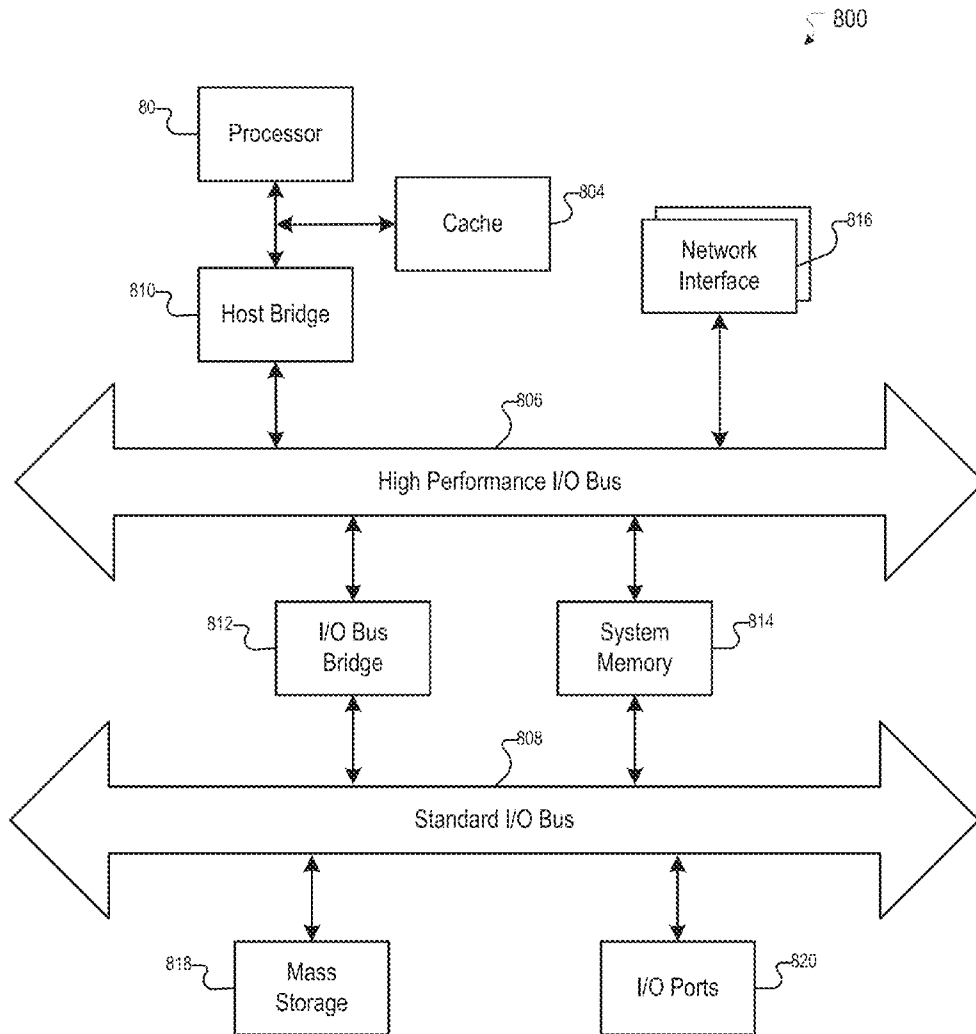 800
80
Processor
804
Cache
816
Network
Interface
810
Host Bridge
806
High Performance I/O Bus
812
I/O Bus
Bridge
System
Memory
814
808
Standard I/O Bus
818
Mass
Storage
I/O Ports
820